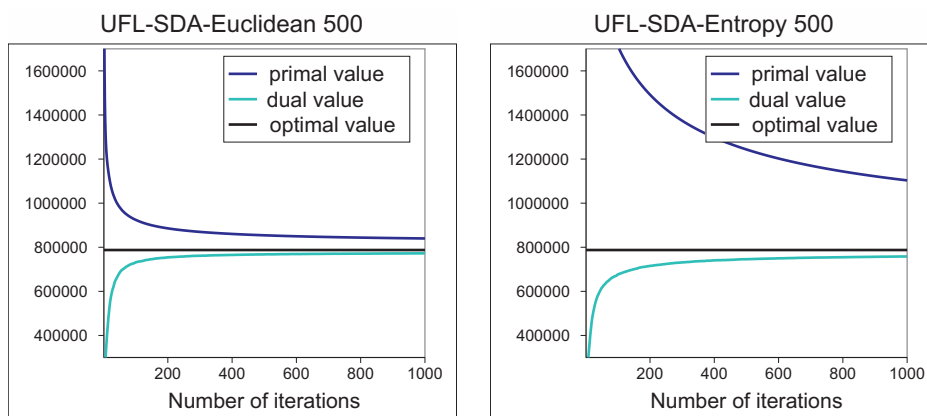 UFL-SDA-Euclidean 500
1600000
1400000
1200000
1000000
800000
600000
400000
primal value
dual value
optimal value
200 400 600 800 1000
Number of iterations
UFL-SDA-Entropy 500
1600000
1400000
1200000
1000000
800000
600000
400000
primal value
dual value
optimal value
200 400 600 800 1000
Number of iterations